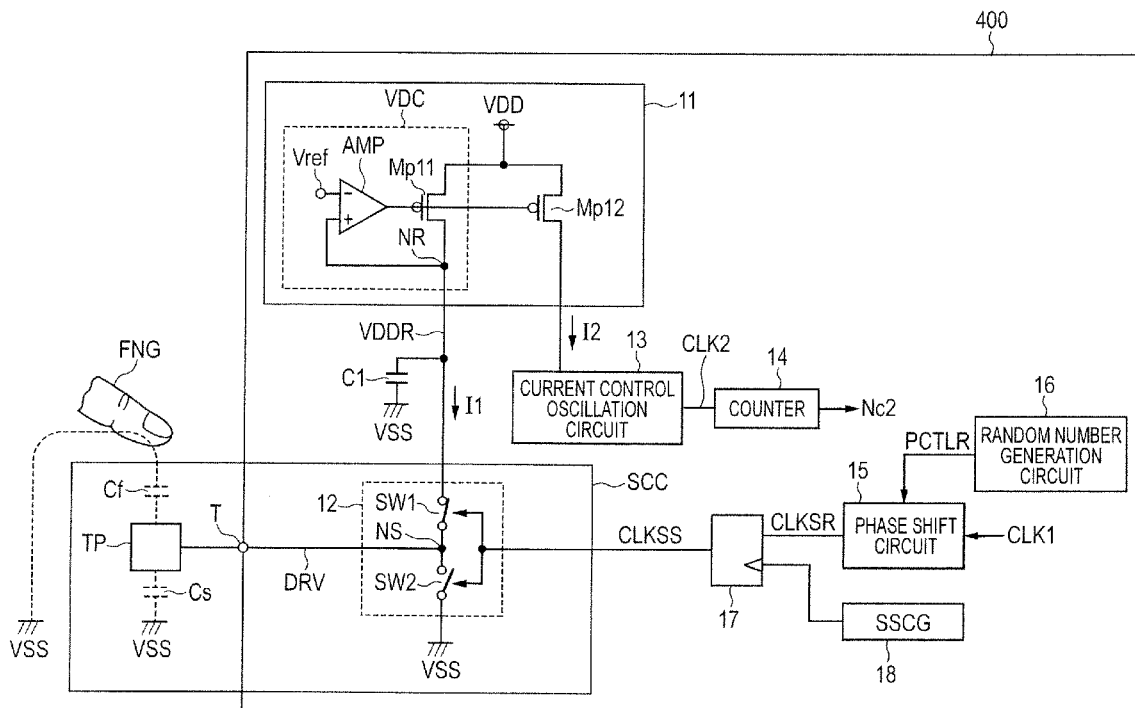 400
VDC
VDD
11
AMP
Vref
Mp11
Mp12
-
+
NR
VDDR
I2
13
CLK2
14
FNG
C1
VSS
I1
CURRENT CONTROL
OSCILLATION
CIRCUIT
COUNTER
Nc2
16
PCTLR
RANDOM NUMBER
GENERATION
CIRCUIT
SCC
15
Cf
12
SW1
T
NS
CLKSS
CLKSR
PHASE SHIFT
CIRCUIT
CLK1
TP
DRV
SW2
Cs
17
SSCG
VSS
VSS
VSS
18